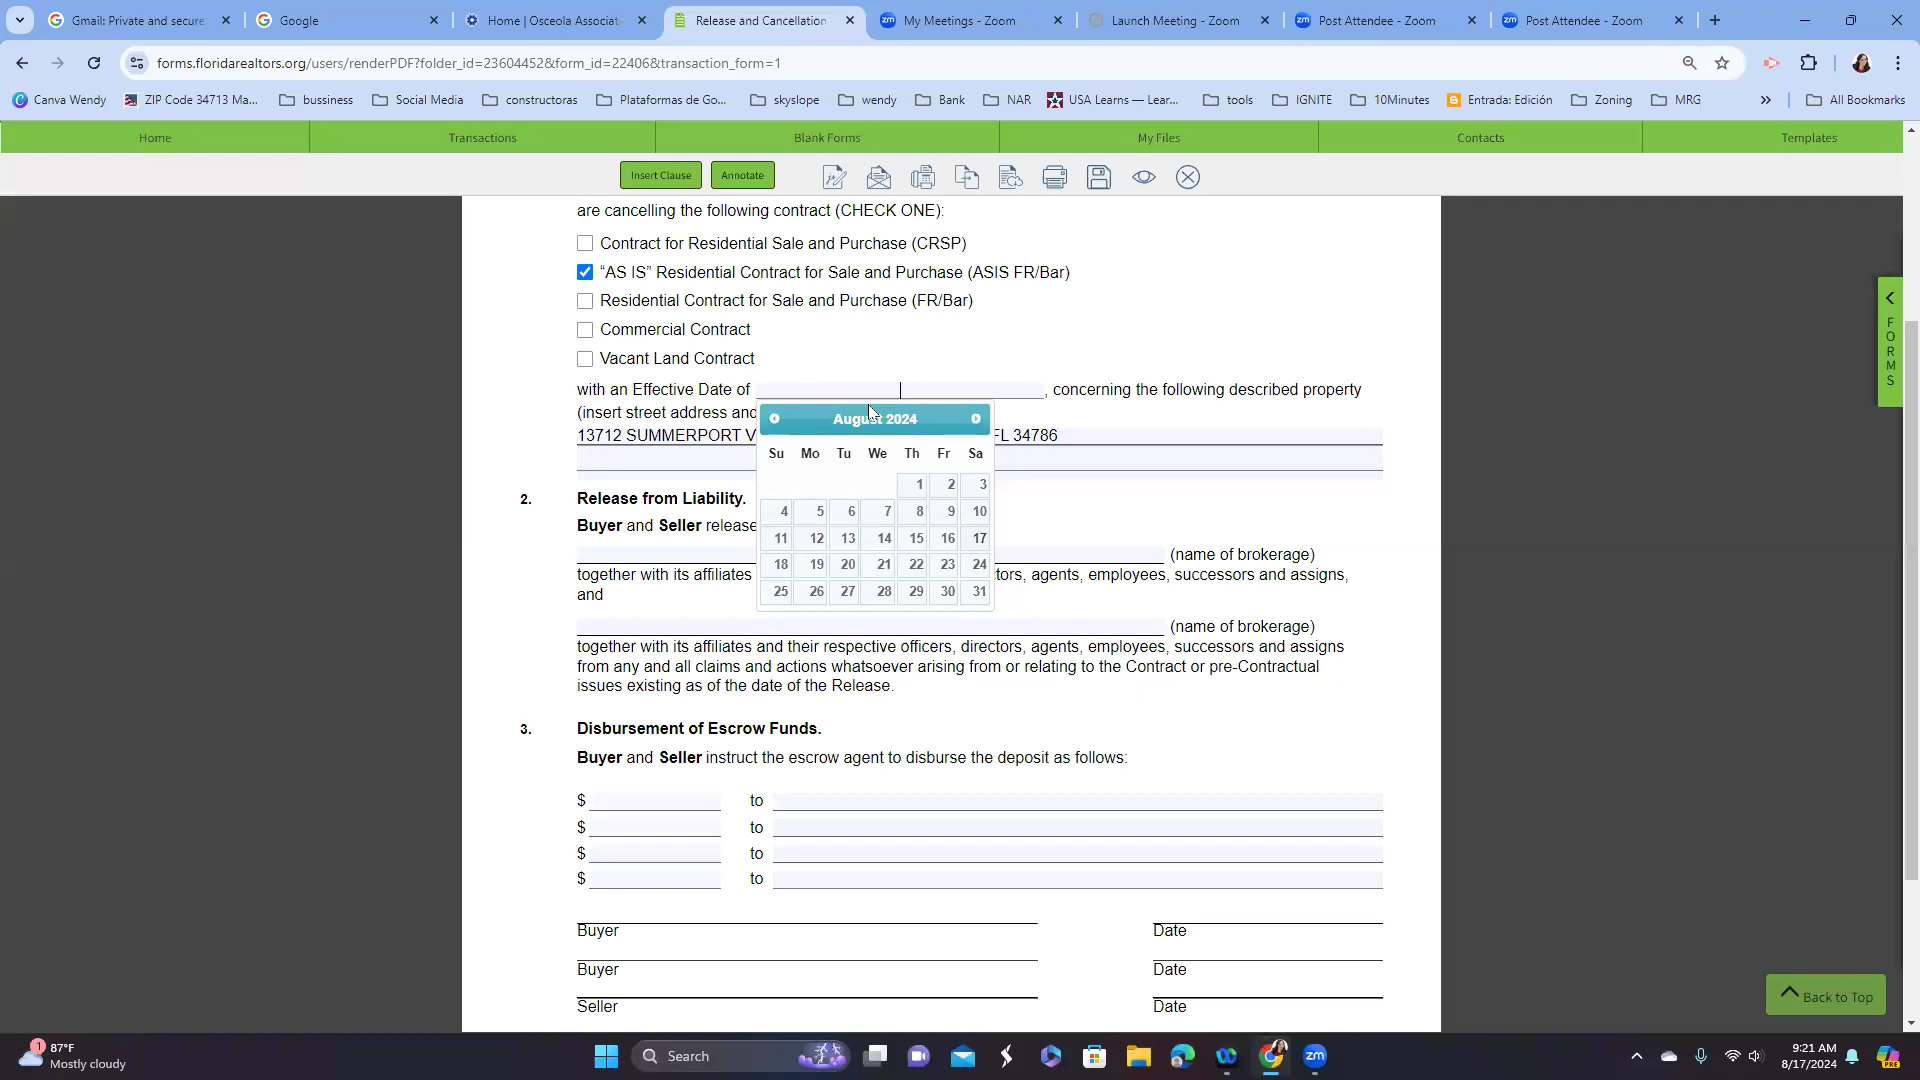 Gmail: Private and secure
Google
Home | Osceola Associat
Release and Cancellation
My Meetings - Zoom
Launch Meeting - Zoom
Post Attendee - Zoom
Post Attendee - Zoom
forms.floridarealtors.org/users/renderPDF?folder_id=23604452&form_id=22406&transaction_form=1
Canva Wendy
ZIP Code 34713 Ma...
bussiness
Social Media
constructoras
Plataformas de Go...
skyslope
wendy
Bank
NAR
USA Learns — Lear...
tools
IGNITE
10Minutes
Entrada: Edición
Zoning
MRG
All Bookmarks
Home
Transactions
Blank Forms
My Files
Contacts
Templates
Insert Clause
Annotate
are cancelling the following contract (CHECK ONE):
Contract for Residential Sale and Purchase (CRSP)
“AS IS” Residential Contract for Sale and Purchase (ASIS FR/Bar)
Residential Contract for Sale and Purchase (FR/Bar)
Commercial Contract
Vacant Land Contract
FORMS
with an Effective Date of , concerning the following described property
(insert street address and
August 2024
13712 SUMMERPORT V FL 34786
Su Mo Tu We Th Fr Sa
1 2 3
4 5 6 7 8 9 10
11 12 13 14 15 16 17
18 19 20 21 22 23 24
25 26 27 28 29 30 31
2. Release from Liability.
Buyer and Seller release
(name of brokerage)
together with its affiliates tors, agents, employees, successors and assigns,
and
(name of brokerage)
together with its affiliates and their respective officers, directors, agents, employees, successors and assigns
from any and all claims and actions whatsoever arising from or relating to the Contract or pre-Contractual
issues existing as of the date of the Release.
3. Disbursement of Escrow Funds.
Buyer and Seller instruct the escrow agent to disburse the deposit as follows:
$ to
$ to
$ to
$ to
Buyer Date
Buyer Date
Seller Date
Back to Top
1
87°F
Mostly cloudy
Search
zm
9:21 AM
8/17/2024